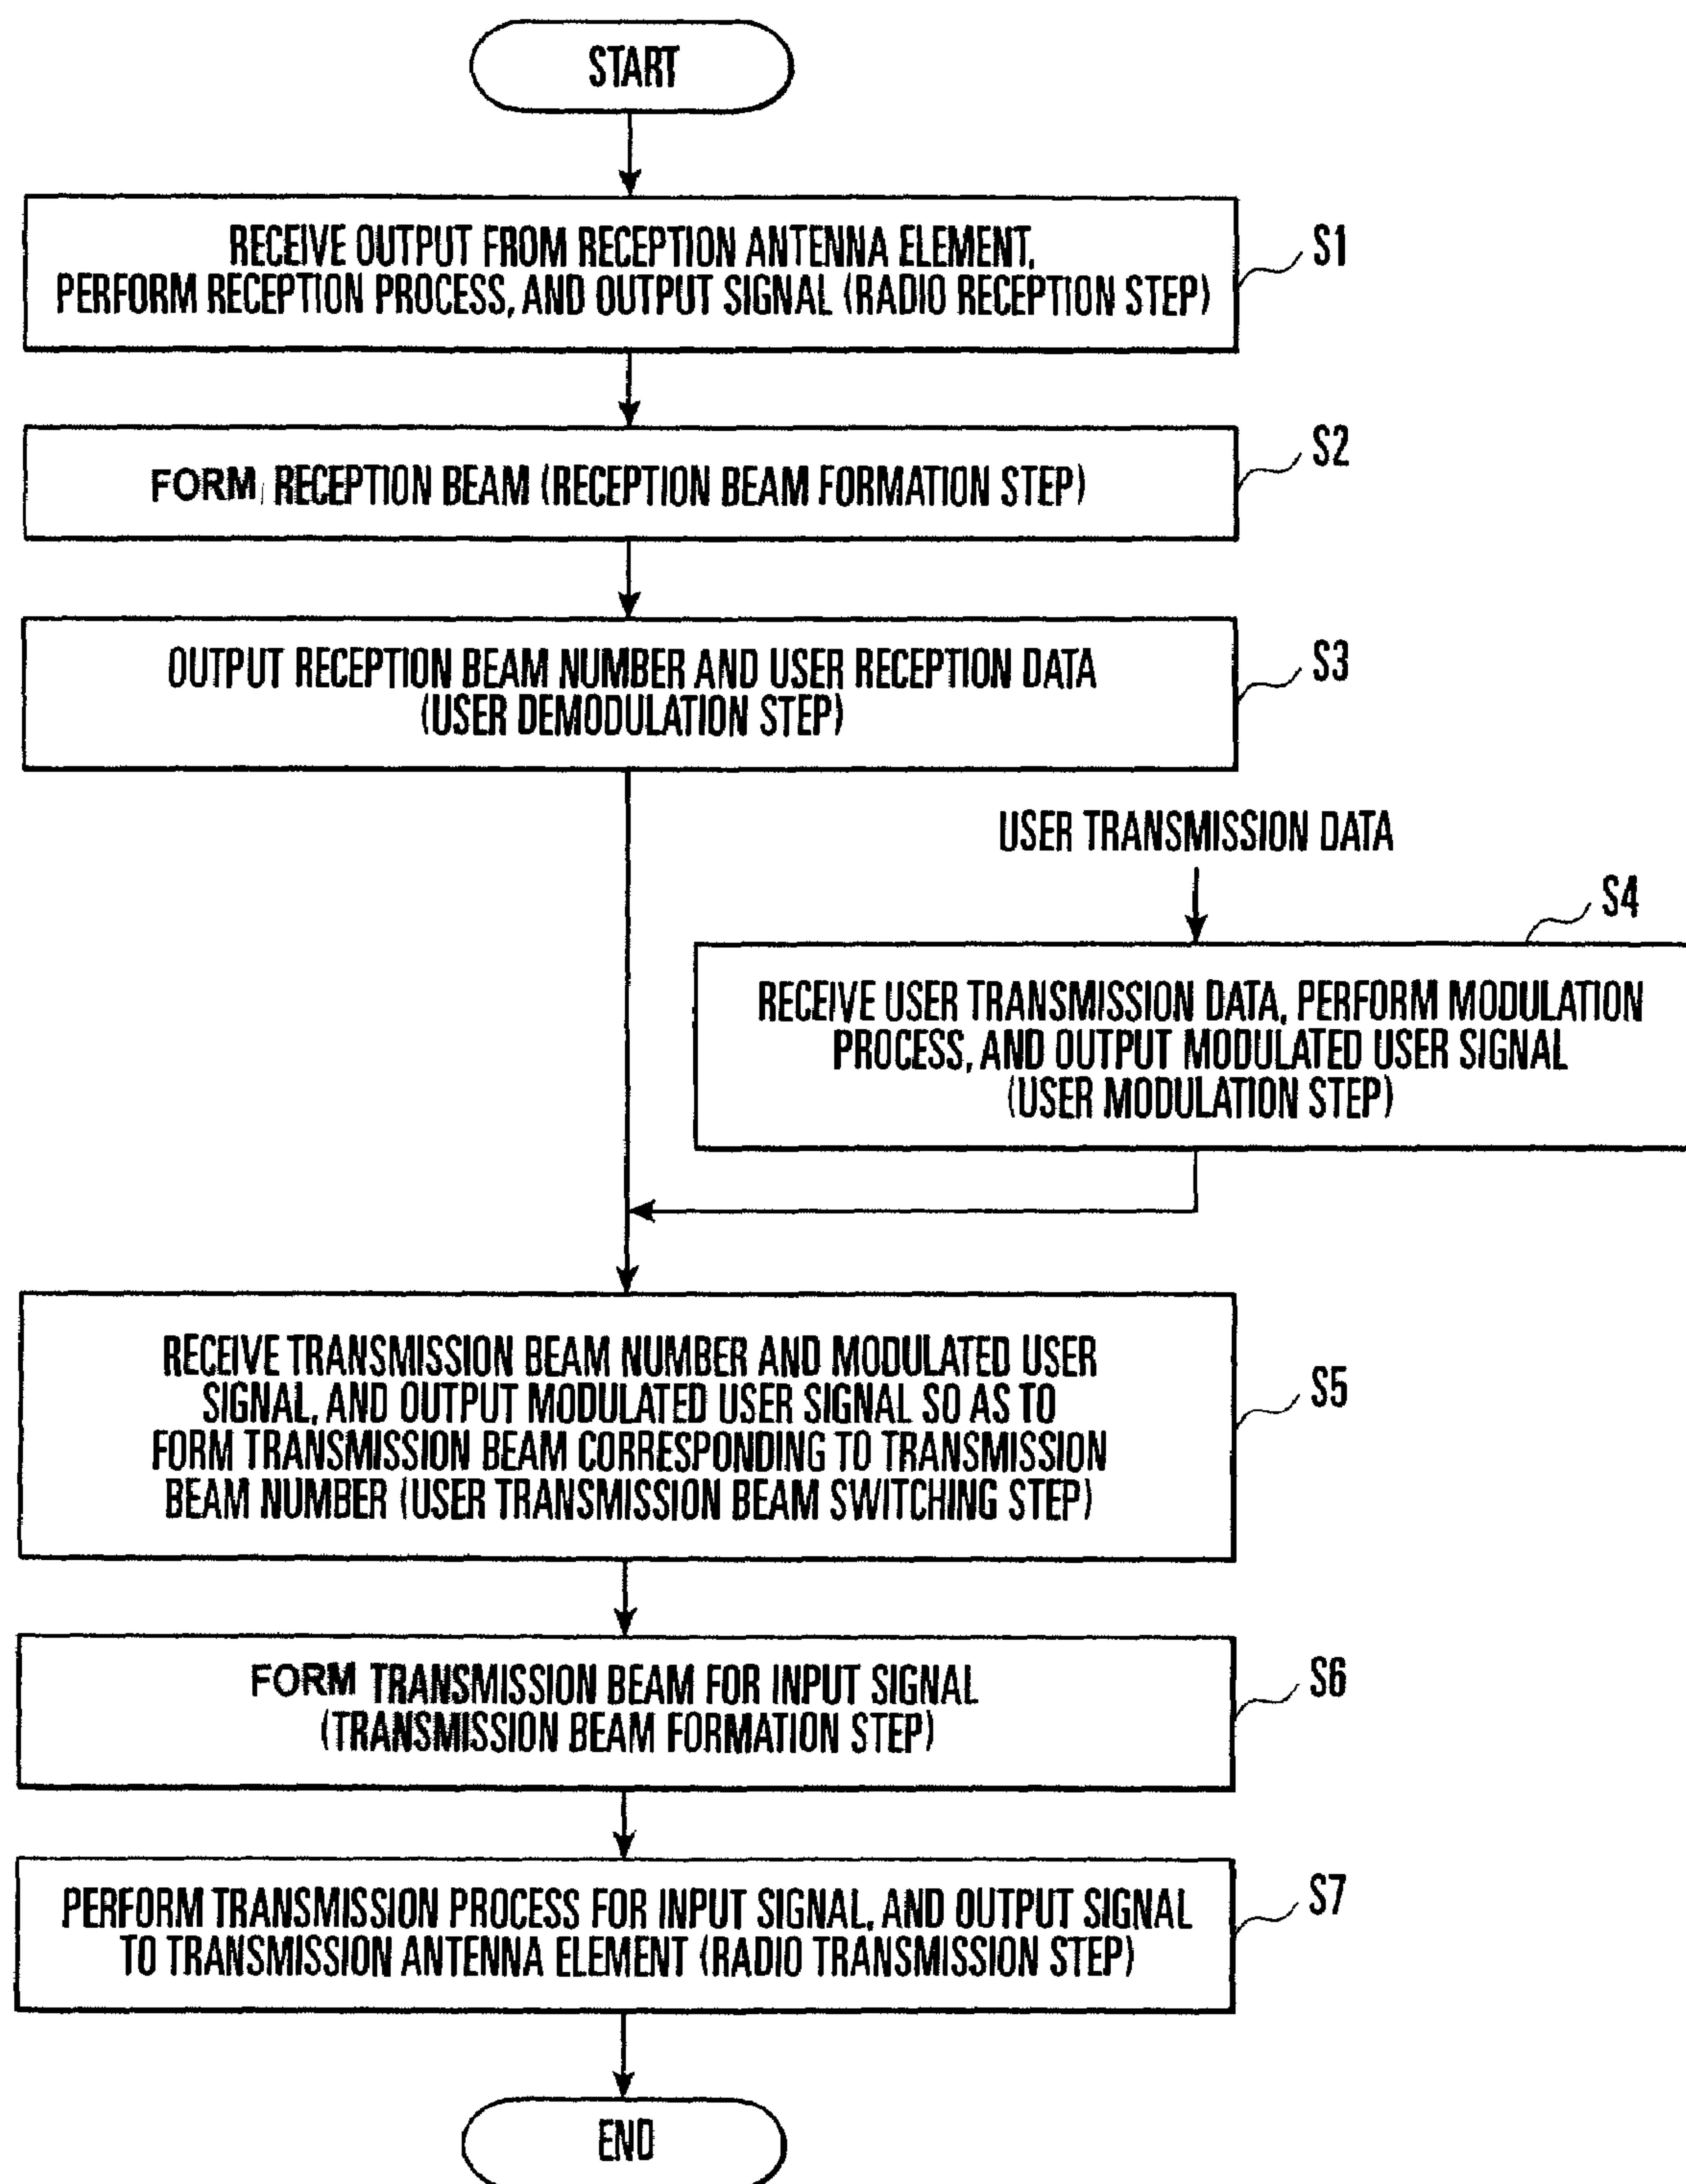 START
RECEIVE OUTPUT FROM RECEPTION ANTENNA ELEMENT,
PERFORM RECEPTION PROCESS, AND OUTPUT SIGNAL (RADIO RECEPTION STEP)
S1
FORM RECEPTION BEAM (RECEPTION BEAM FORMATION STEP)
S2
OUTPUT RECEPTION BEAM NUMBER AND USER RECEPTION DATA
(USER DEMODULATION STEP)
S3
USER TRANSMISSION DATA
S4
RECEIVE USER TRANSMISSION DATA, PERFORM MODULATION
PROCESS, AND OUTPUT MODULATED USER SIGNAL
(USER MODULATION STEP)
RECEIVE TRANSMISSION BEAM NUMBER AND MODULATED USER
SIGNAL, AND OUTPUT MODULATED USER SIGNAL SO AS TO
FORM TRANSMISSION BEAM CORRESPONDING TO TRANSMISSION
BEAM NUMBER (USER TRANSMISSION BEAM SWITCHING STEP)
S5
FORM TRANSMISSION BEAM FOR INPUT SIGNAL
(TRANSMISSION BEAM FORMATION STEP)
S6
PERFORM TRANSMISSION PROCESS FOR INPUT SIGNAL, AND OUTPUT SIGNAL
TO TRANSMISSION ANTENNA ELEMENT (RADIO TRANSMISSION STEP)
S7
END